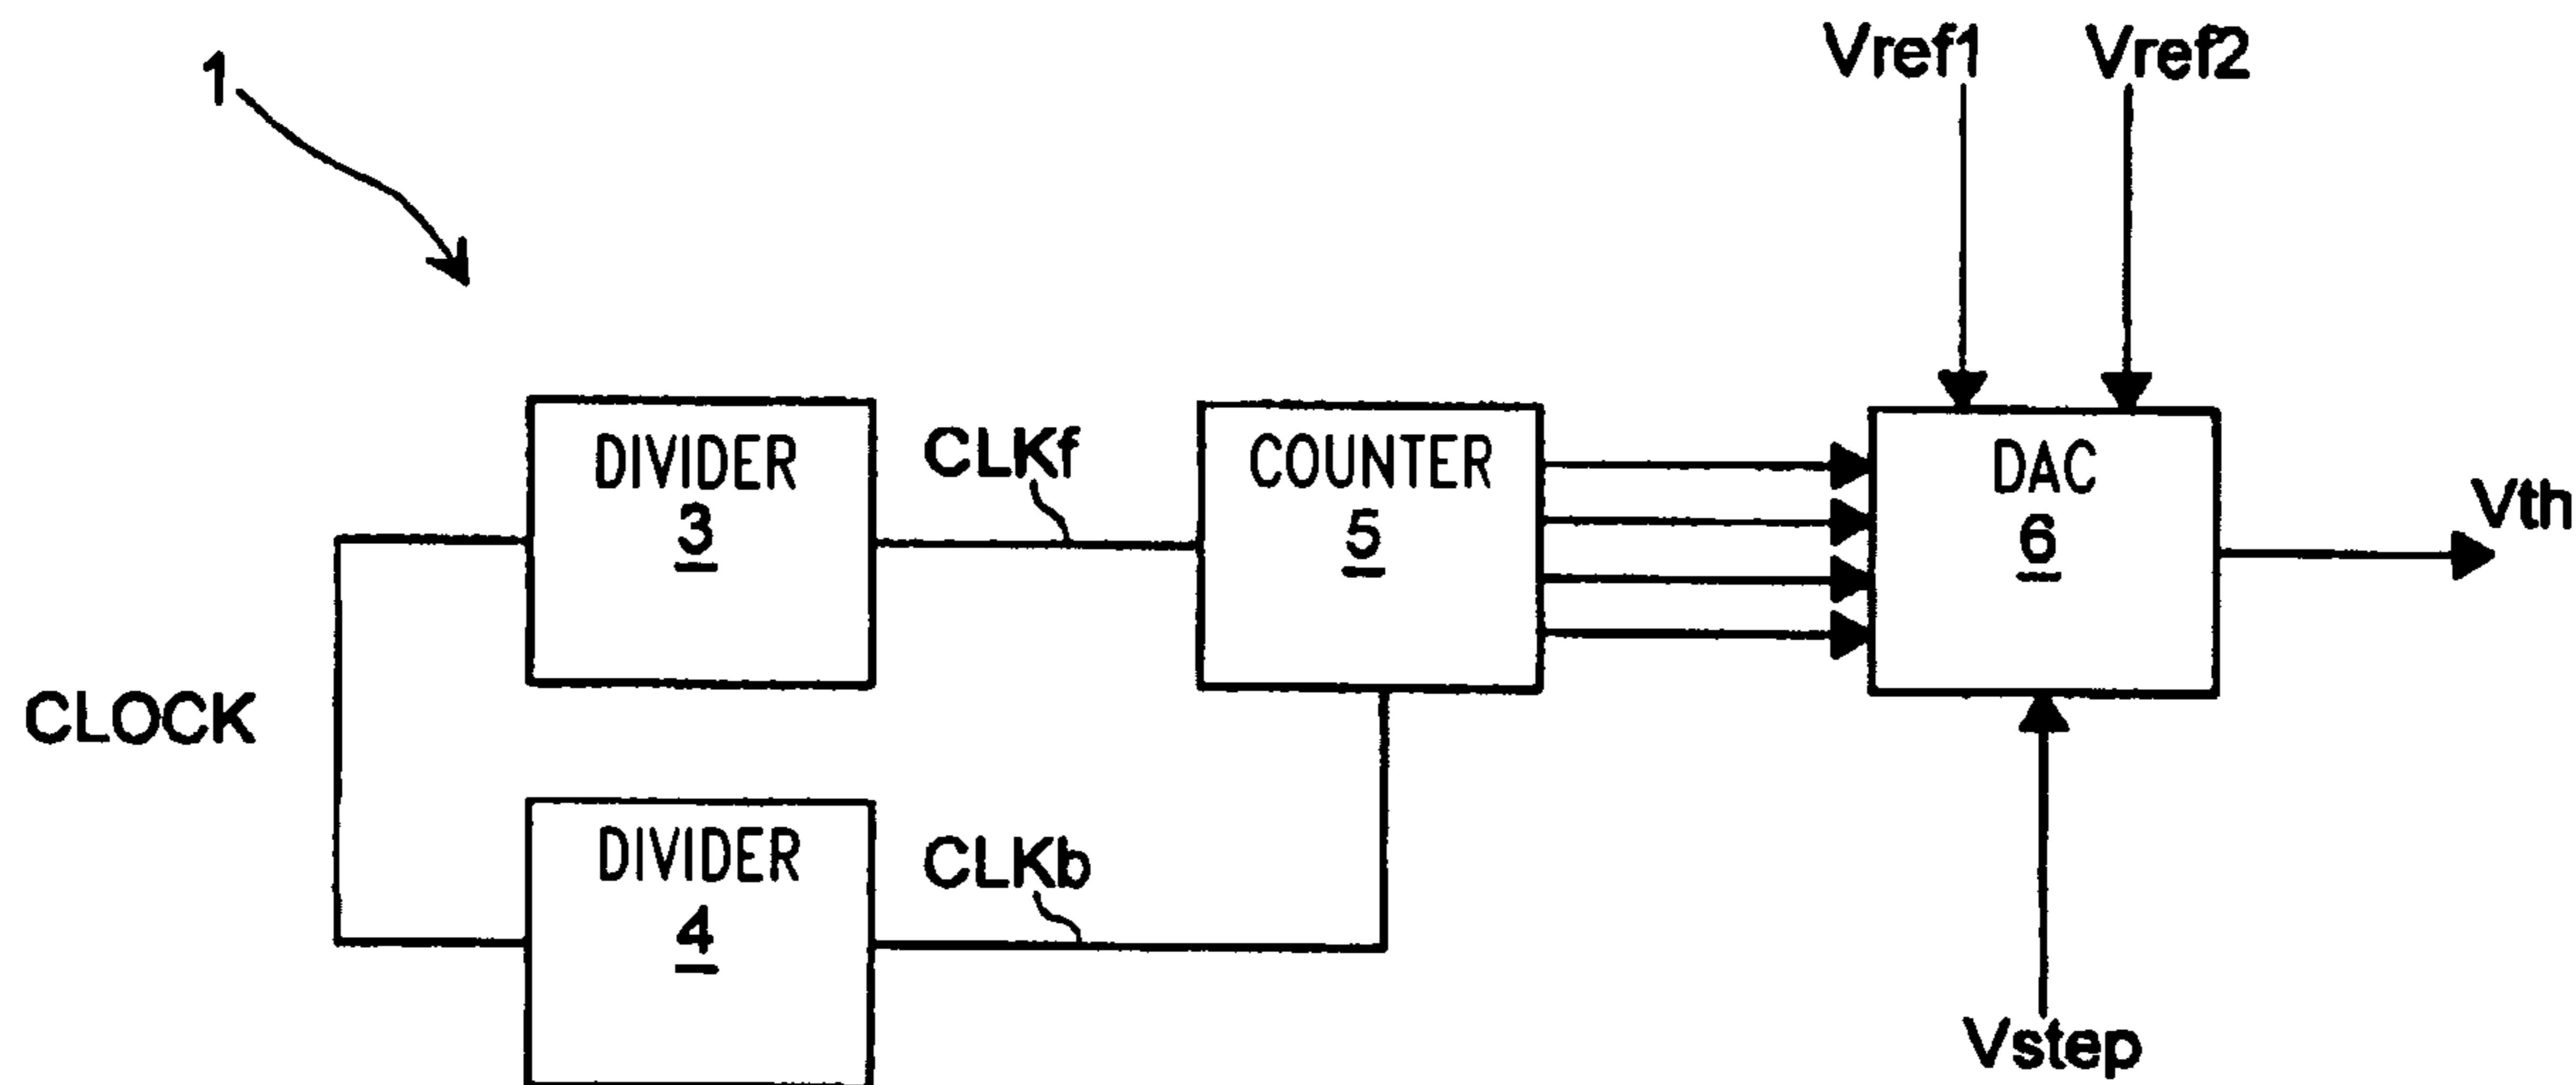 1
Vref1 Vref2
DIVIDER
3
CLKf
COUNTER
5
DAC
6
Vth
CLOCK
DIVIDER
4
CLKb
Vstep